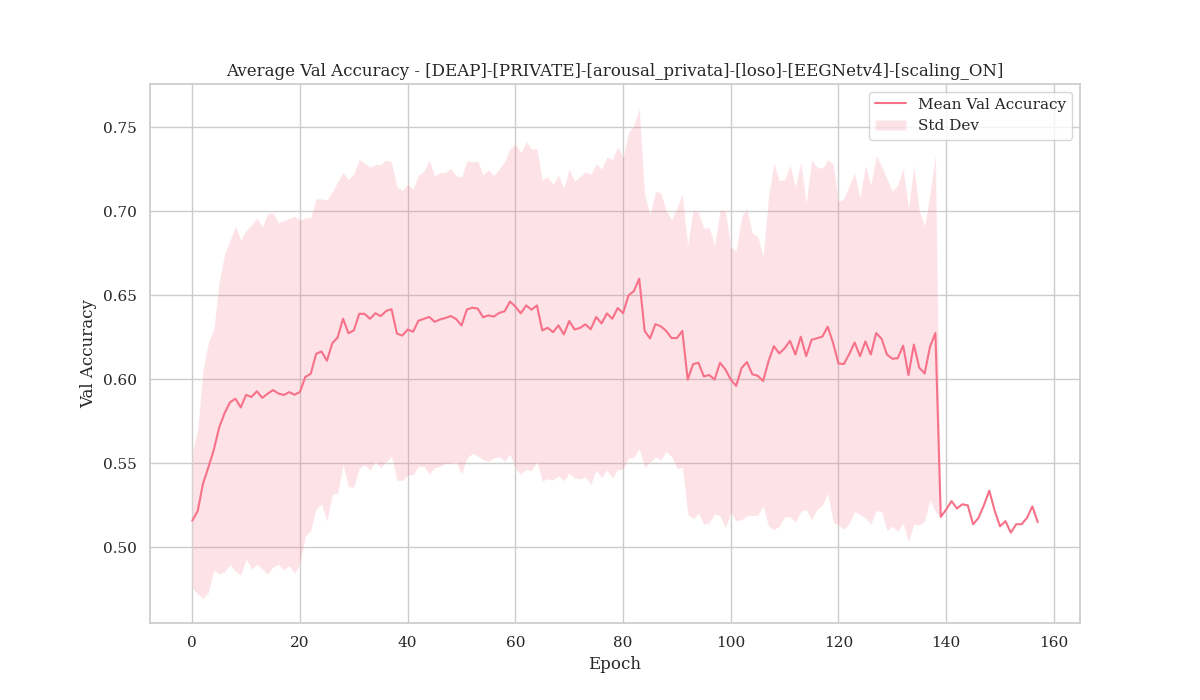 Average Val Accuracy - [DEAP]-[PRIVATE]-[arousal_privata]-[loso]-[EEGNetv4]-[scaling_ON]
Mean Val Accuracy
Std Dev
0.75
0.70
0.65
0.60
0.55
0.50
Val Accuracy
0 20 40 60 80 100 120 140 160
Epoch